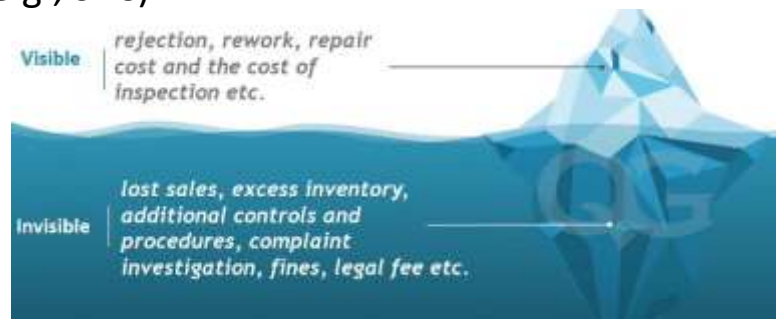 Visible
rejection, rework, repair
cost and the cost of
inspection etc.
Invisible
lost sales, excess inventory,
additional controls and
procedures, complaint
investigation, fines, legal fee etc.
QG